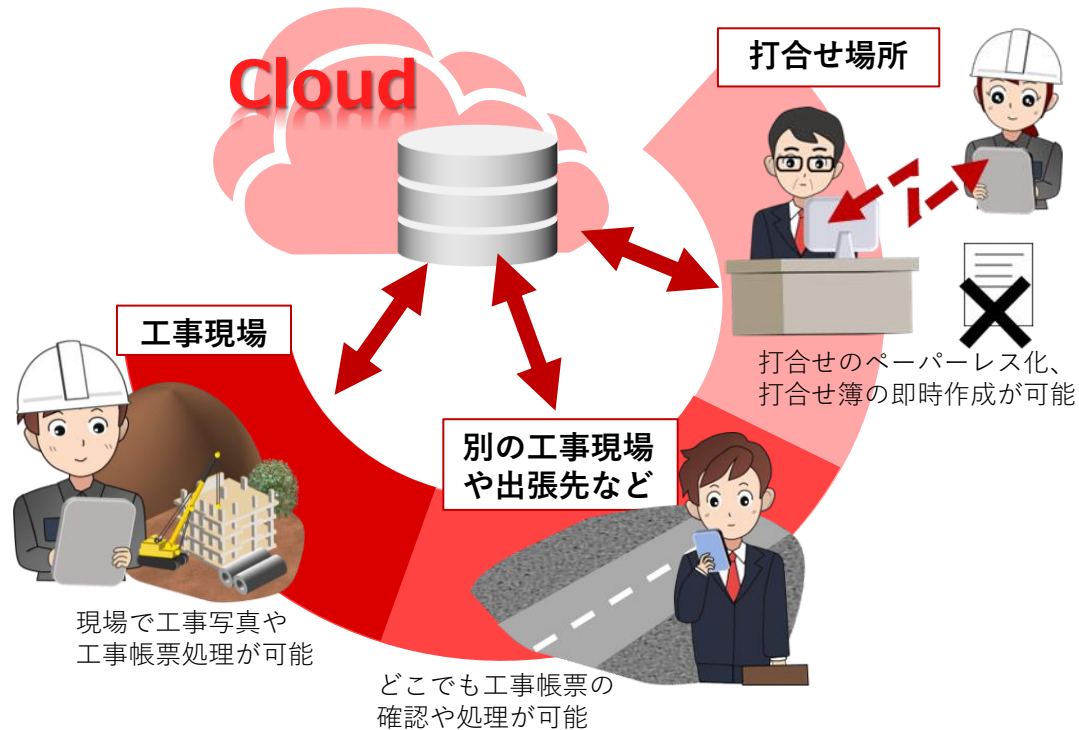 Cloud
打合せ場所
打合せのペーパーレス化、
打合せ簿の即時作成が可能
工事現場
現場で工事写真や
工事帳票処理が可能
別の工事現場
や出張先など
どこでも工事帳票の
確認や処理が可能